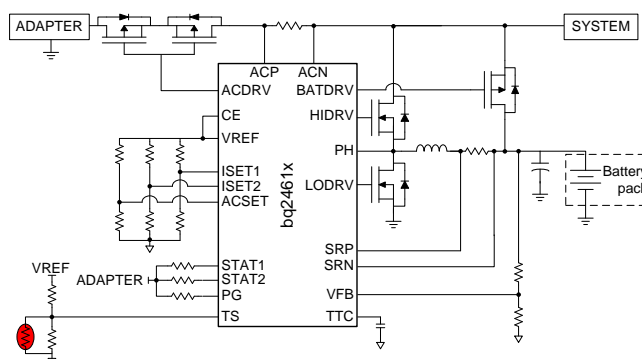 ADAPTER
SYSTEM
ACP
ACN
ACDRV
BATDRV
CE
HIDRV
VREF
PH
ISET1
ISET2
LODRV
ACSET
bq2461x
Battery
pack
SRP
SRN
STAT1
ADAPTER
STAT2
PG
VFB
VREF
TS
TTC